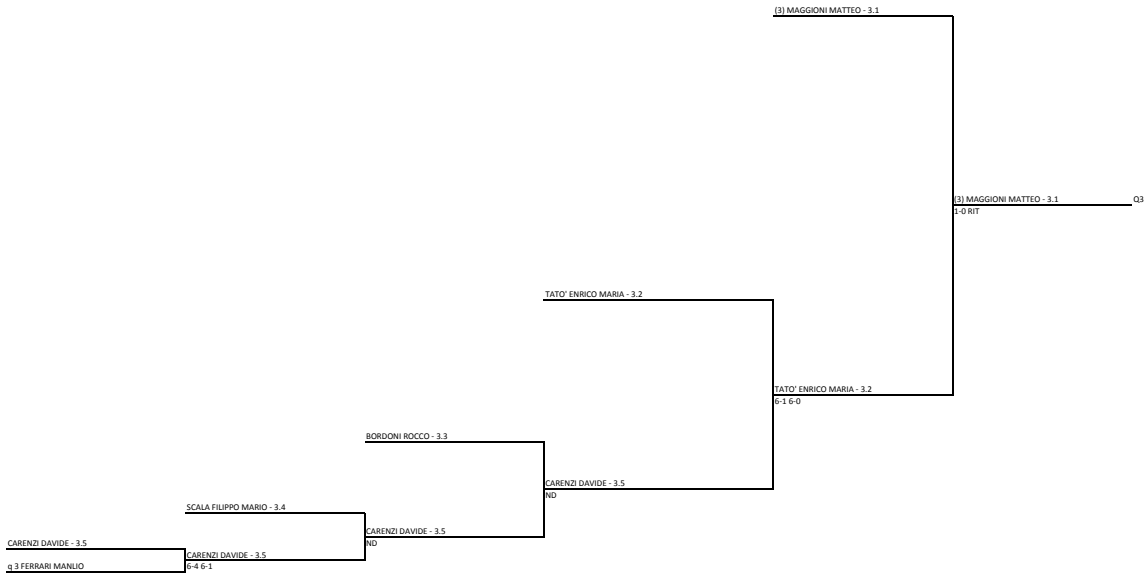 (3) MAGGIONI MATTEO - 3.1
(3) MAGGIONI MATTEO - 3.1
Q3
1-0 RIT
TATO' ENRICO MARIA - 3.2
TATO' ENRICO MARIA - 3.2
6-1 6-0
BORDONI ROCCO - 3.3
CARENZI DAVIDE - 3.5
ND
SCALA FILIPPO MARIO - 3.4
CARENZI DAVIDE - 3.5
ND
CARENZI DAVIDE - 3.5
CARENZI DAVIDE - 3.5
q 3 FERRARI MANLIO
6-4 6-1